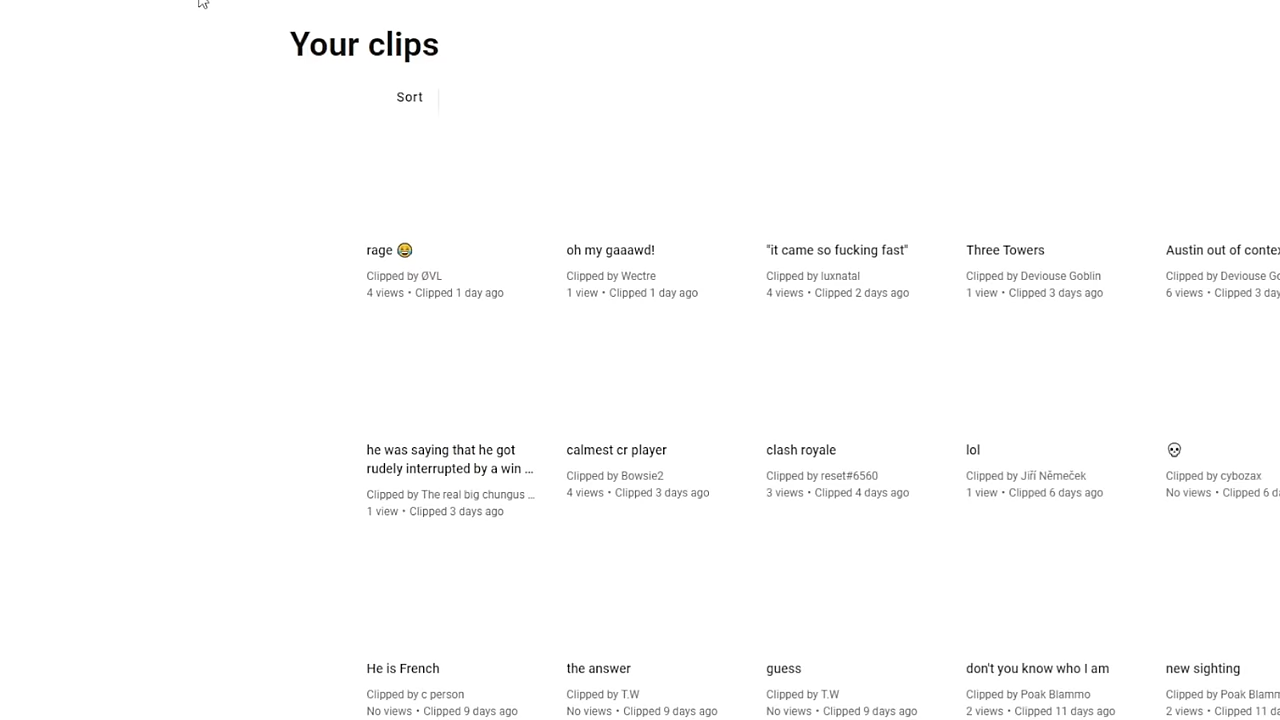 Your clips
Sort
rage 😂
Clipped by ØVL
4 views • Clipped 1 day ago
oh my gaaawd!
Clipped by Wectre
1 view • Clipped 1 day ago
"it came so fucking fast"
Clipped by luxnatal
4 views • Clipped 2 days ago
Three Towers
Clipped by Deviouse Goblin
1 view • Clipped 3 days ago
Austin out of contex
Clipped by Deviouse Go
6 views • Clipped 3 day
he was saying that he got
rudely interrupted by a win ...
Clipped by The real big chungus ...
1 view • Clipped 3 days ago
calmest cr player
Clipped by Bowsie2
4 views • Clipped 3 days ago
clash royale
Clipped by reset#6560
3 views • Clipped 4 days ago
lol
Clipped by Jiří Němeček
1 view • Clipped 6 days ago
💀
Clipped by cybozax
No views • Clipped 6 da
He is French
Clipped by c person
No views • Clipped 9 days ago
the answer
Clipped by T.W
No views • Clipped 9 days ago
guess
Clipped by T.W
No views • Clipped 9 days ago
don't you know who I am
Clipped by Poak Blammo
2 views • Clipped 11 days ago
new sighting
Clipped by Poak Blamm
2 views • Clipped 11 da